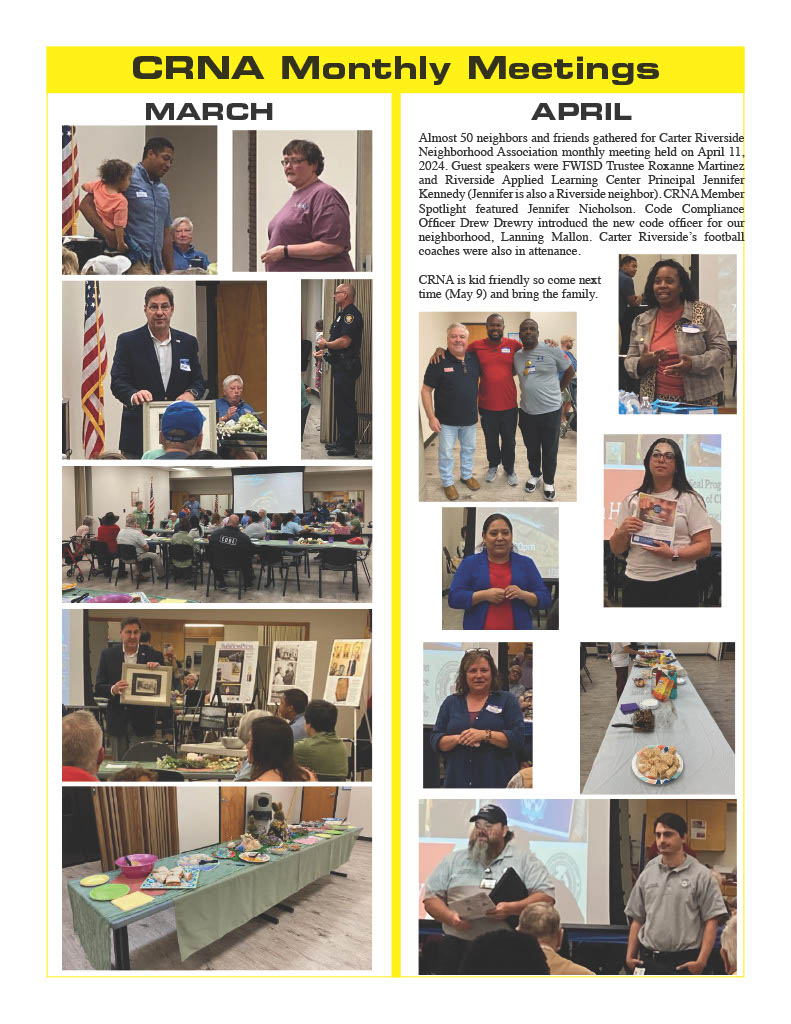 CRNA Monthly Meetings
MARCH
APRIL
Almost 50 neighbors and friends gathered for Carter Riverside
Neighborhood Association monthly meeting held on April 11,
2024. Guest speakers were FWISD Trustee Roxanne Martinez
and Riverside Applied Learning Center Principal Jennifer
Kennedy (Jennifer is also a Riverside neighbor). CRNA Member
Spotlight featured Jennifer Nicholson. Code Compliance
Officer Drew Drewry introducd the new code officer for our
neighborhood, Lanning Mallon. Carter Riverside's football
coaches were also in attenance.
CRNA is kid friendly so come next
time (May 9) and bring the family.
CODE